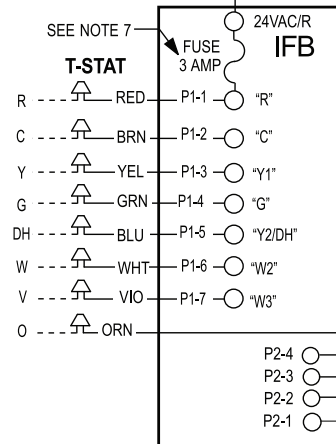 24VAC/R
SEE NOTE 7
FUSE
3 AMP
IFB
T-STAT
R RED P1-1 "R"
C BRN P1-2 "C"
Y YEL P1-3 "Y1"
G GRN P1-4 "G"
DH BLU P1-5 "Y2/DH"
W WHT P1-6 "W2"
V VIO P1-7 "W3"
O ORN
P2-4
P2-3
P2-2
P2-1